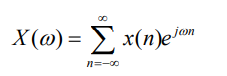 X(ω) = ∑_{n=-∞}^{∞} x(n)e^{jωn}